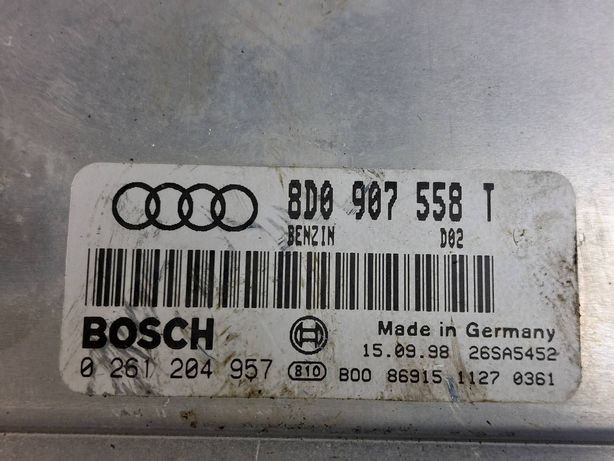 8D0 907 558 T
BENZIN D02
BOSCH
Made in Germany
15.09.98 26SA5452
0 261 204 957 810 B00 86915 1127 0361